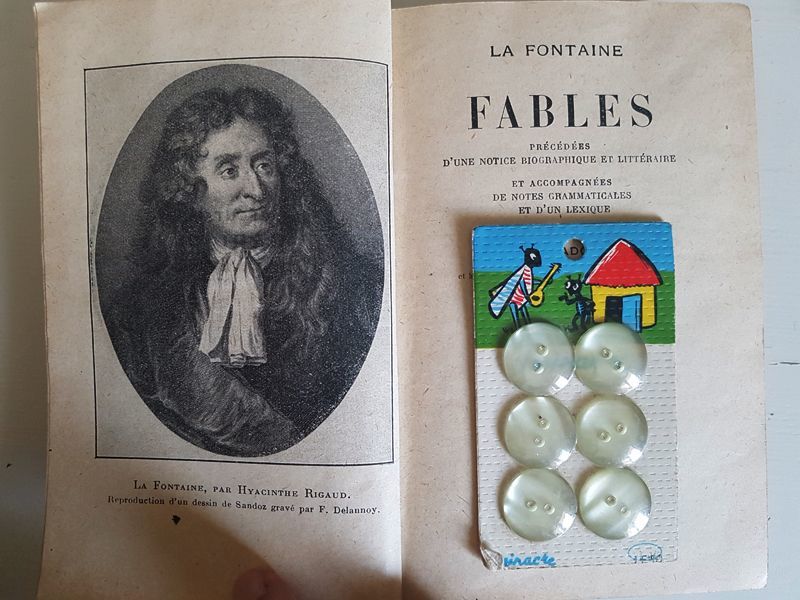 LA FONTAINE, PAR HYACINTHE RIGAUD.
Reproduction d'un dessin de Sandoz gravé par F. Delannoy.
LA FONTAINE
FABLES
PRÉCÉDÉES
D'UNE NOTICE BIOGRAPHIQUE ET LITTÉRAIRE
ET ACCOMPAGNÉES
DE NOTES GRAMMATICALES
ET D'UN LEXIQUE
et